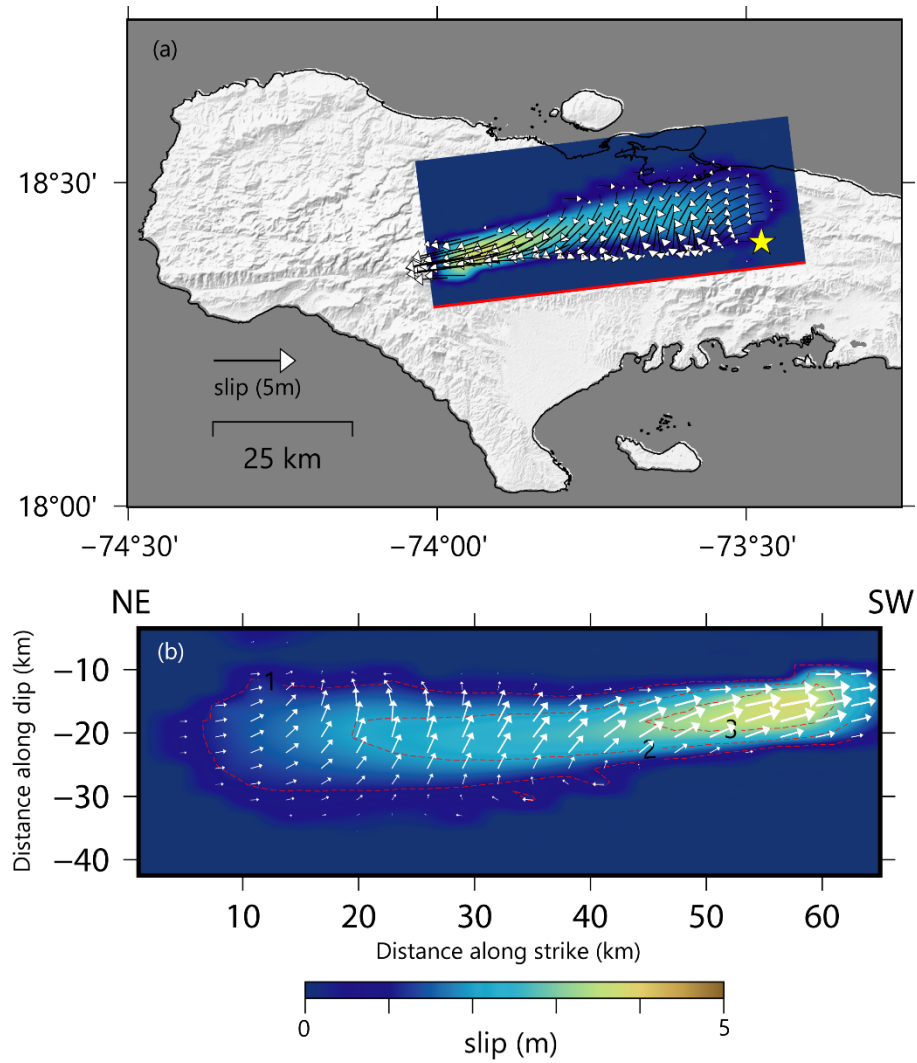 (a)
18°30'
slip (5m)
25 km
18°00'
−74°30'
−74°00'
−73°30'
NE
SW
(b)
Distance along dip (km)
−10
−20
−30
−40
1
2
3
10
20
30
40
50
60
Distance along strike (km)
0
5
slip (m)